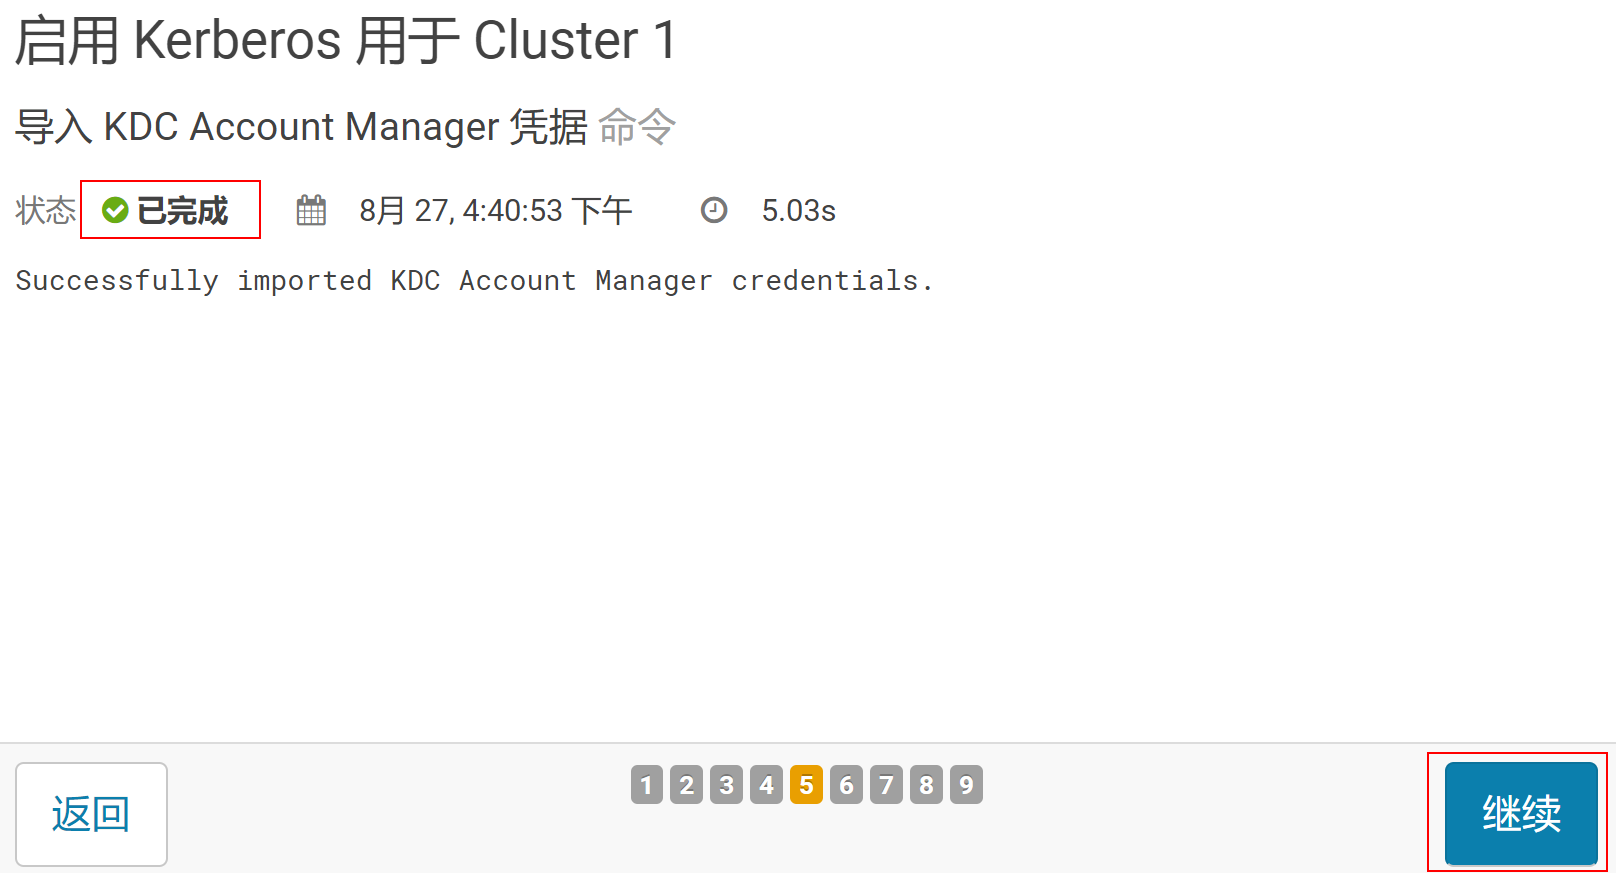 启用 Kerberos 用于 Cluster 1
导入 KDC Account Manager 凭据 命令
状态 已完成 8月 27, 4:40:53 下午 5.03s
Successfully imported KDC Account Manager credentials.
返回 1 2 3 4 5 6 7 8 9 继续